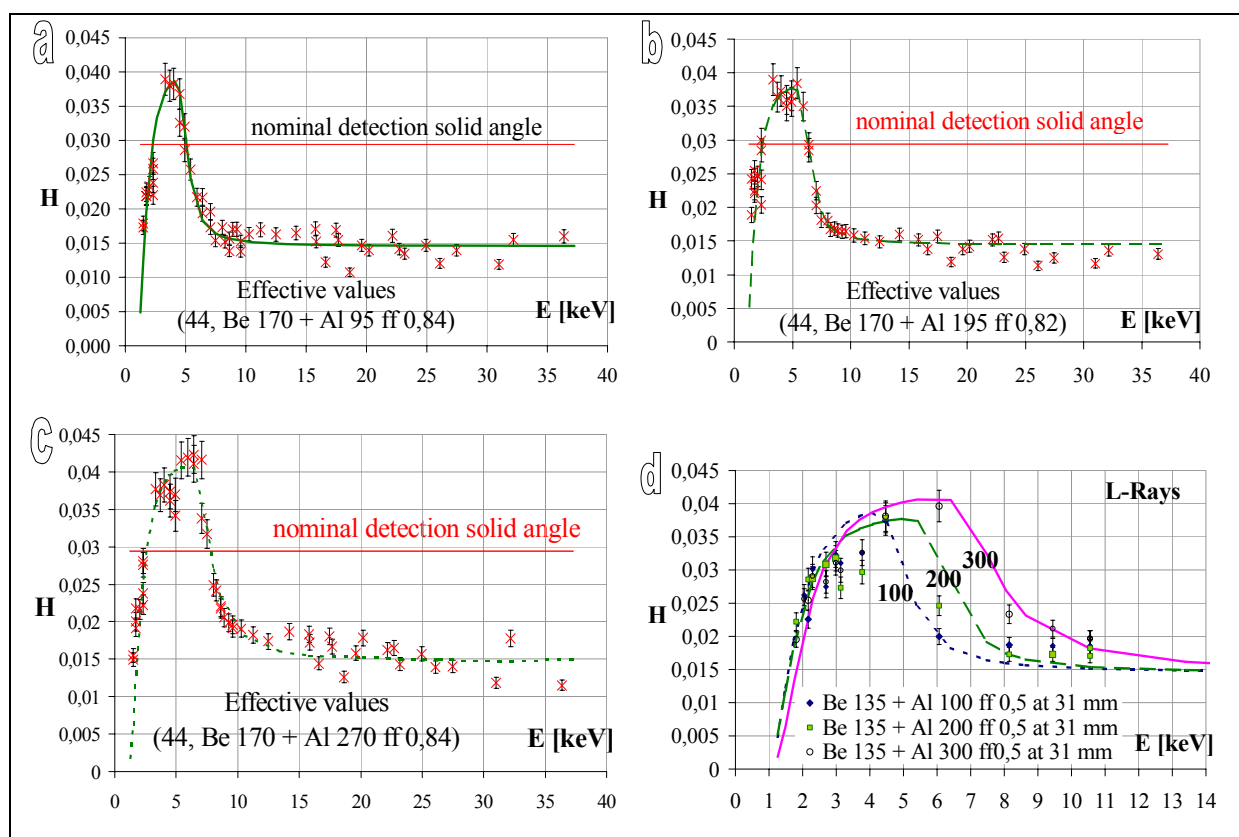 a
0,045
0,040
0,035
0,030
0,025
0,020
0,015
0,010
0,005
0,000
H
nominal detection solid angle
Effective values
(44, Be 170 + Al 95 ff 0,84)
E [keV]
0 5 10 15 20 25 30 35 40
b
0,045
0,04
0,035
0,03
0,025
0,02
0,015
0,01
0,005
0
H
nominal detection solid angle
Effective values
(44, Be 170 + Al 195 ff 0,82)
E [keV]
0 5 10 15 20 25 30 35 40
c
0,045
0,04
0,035
0,03
0,025
0,02
0,015
0,01
0,005
0
H
nominal detection solid angle
Effective values
(44, Be 170 + Al 270 ff 0,84)
E [keV]
0 5 10 15 20 25 30 35 40
d
0,045
0,04
0,035
0,03
0,025
0,02
0,015
0,01
0,005
0
H
L-Rays
300
200
100
Be 135 + Al 100 ff 0,5 at 31 mm
Be 135 + Al 200 ff 0,5 at 31 mm
Be 135 + Al 300 ff0,5 at 31 mm
E [keV]
0 1 2 3 4 5 6 7 8 9 10 11 12 13 14